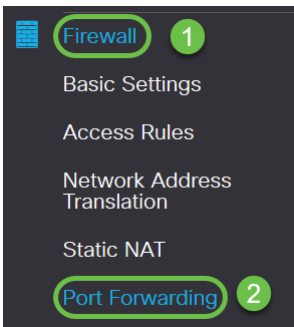 Firewall 1
Basic Settings
Access Rules
Network Address
Translation
Static NAT
Port Forwarding 2